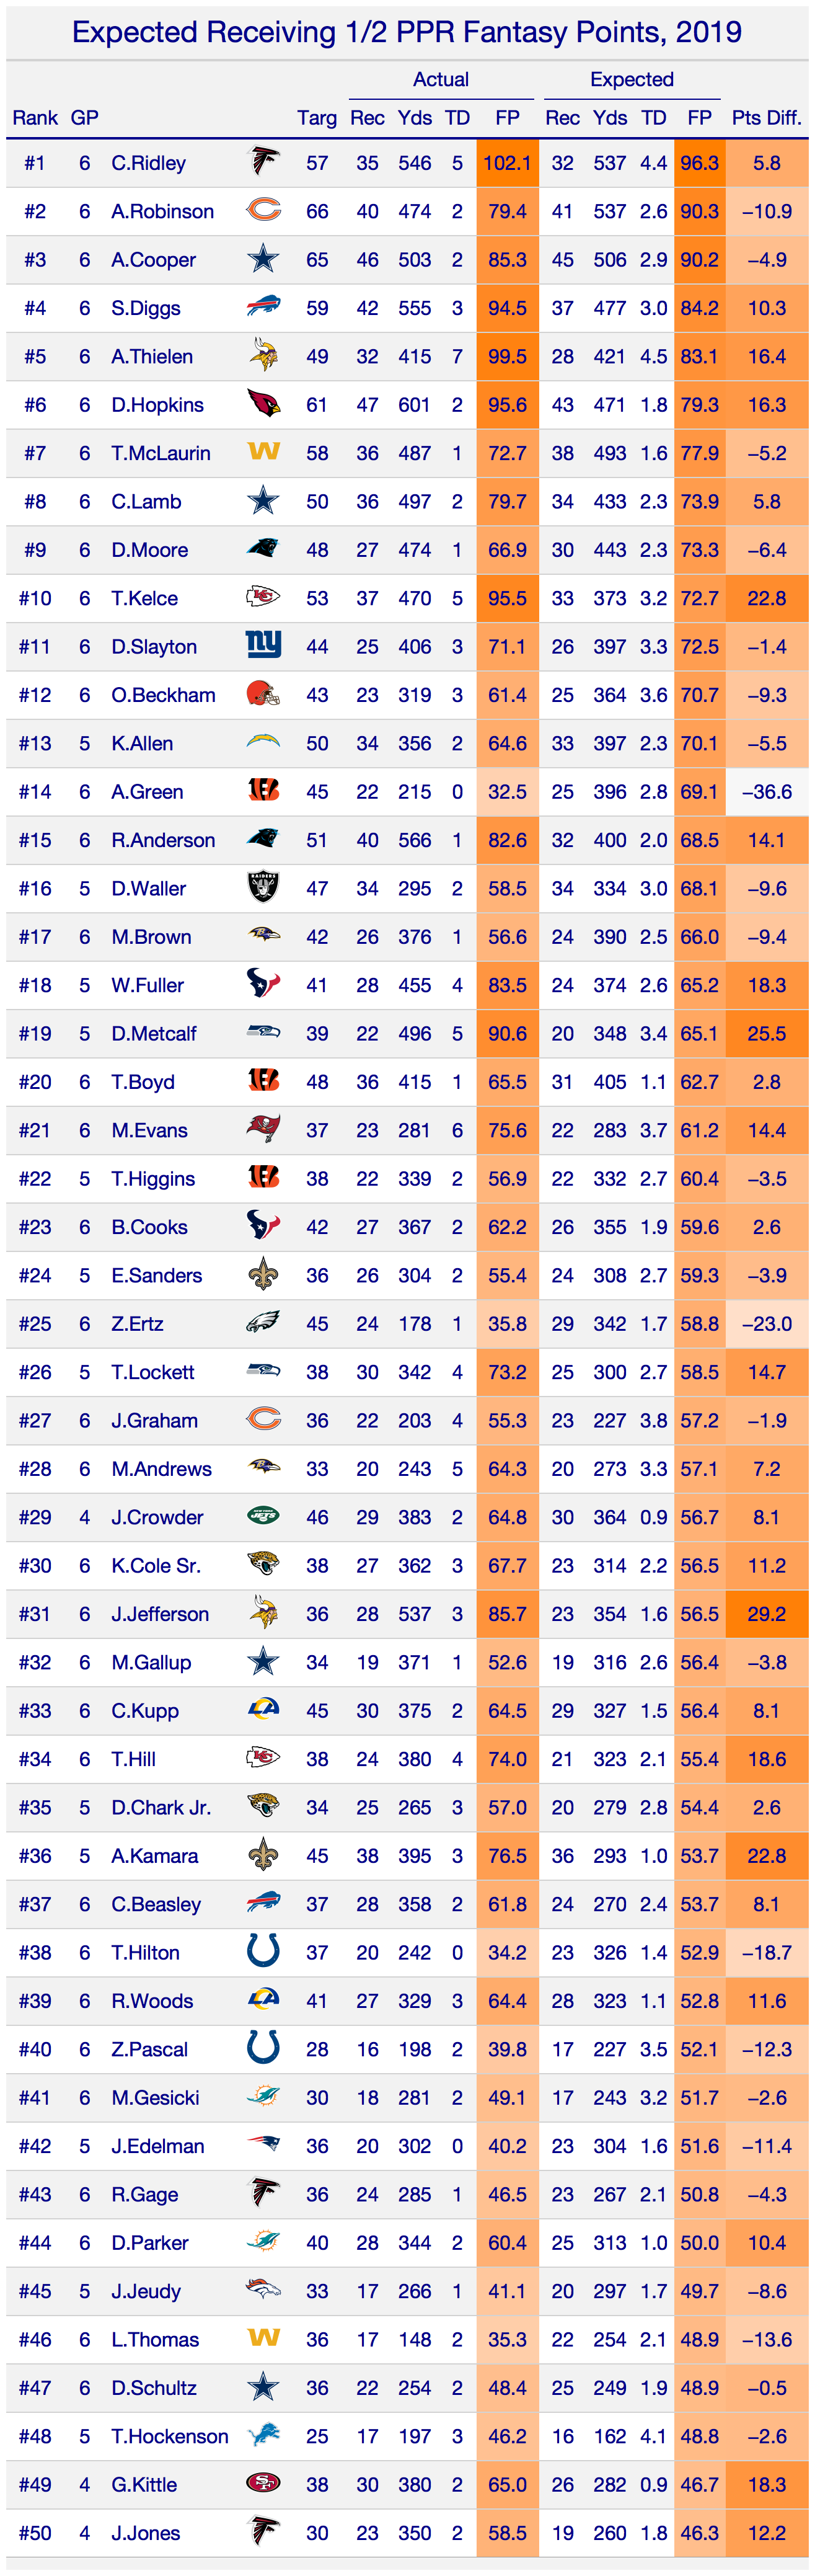 Expected Receiving 1/2 PPR Fantasy Points, 2019
Actual Expected
Rank GP Targ Rec Yds TD FP Rec Yds TD FP Pts Diff.
#1 6 C.Ridley 57 35 546 5 102.1 32 537 4.4 96.3 5.8
#2 6 A.Robinson 66 40 474 2 79.4 41 537 2.6 90.3 −10.9
#3 6 A.Cooper 65 46 503 2 85.3 45 506 2.9 90.2 −4.9
#4 6 S.Diggs 59 42 555 3 94.5 37 477 3.0 84.2 10.3
#5 6 A.Thielen 49 32 415 7 99.5 28 421 4.5 83.1 16.4
#6 6 D.Hopkins 61 47 601 2 95.6 43 471 1.8 79.3 16.3
#7 6 T.McLaurin W 58 36 487 1 72.7 38 493 1.6 77.9 −5.2
#8 6 C.Lamb 50 36 497 2 79.7 34 433 2.3 73.9 5.8
#9 6 D.Moore 48 27 474 1 66.9 30 443 2.3 73.3 −6.4
#10 6 T.Kelce KC 53 37 470 5 95.5 33 373 3.2 72.7 22.8
#11 6 D.Slayton ny 44 25 406 3 71.1 26 397 3.3 72.5 −1.4
#12 6 O.Beckham 43 23 319 3 61.4 25 364 3.6 70.7 −9.3
#13 5 K.Allen 50 34 356 2 64.6 33 397 2.3 70.1 −5.5
#14 6 A.Green 45 22 215 0 32.5 25 396 2.8 69.1 −36.6
#15 6 R.Anderson 51 40 566 1 82.6 32 400 2.0 68.5 14.1
#16 5 D.Waller RAIDERS 47 34 295 2 58.5 34 334 3.0 68.1 −9.6
#17 6 M.Brown 42 26 376 1 56.6 24 390 2.5 66.0 −9.4
#18 5 W.Fuller 41 28 455 4 83.5 24 374 2.6 65.2 18.3
#19 5 D.Metcalf 39 22 496 5 90.6 20 348 3.4 65.1 25.5
#20 6 T.Boyd 48 36 415 1 65.5 31 405 1.1 62.7 2.8
#21 6 M.Evans 37 23 281 6 75.6 22 283 3.7 61.2 14.4
#22 5 T.Higgins 38 22 339 2 56.9 22 332 2.7 60.4 −3.5
#23 6 B.Cooks 42 27 367 2 62.2 26 355 1.9 59.6 2.6
#24 5 E.Sanders 36 26 304 2 55.4 24 308 2.7 59.3 −3.9
#25 6 Z.Ertz 45 24 178 1 35.8 29 342 1.7 58.8 −23.0
#26 5 T.Lockett 38 30 342 4 73.2 25 300 2.7 58.5 14.7
#27 6 J.Graham 36 22 203 4 55.3 23 227 3.8 57.2 −1.9
#28 6 M.Andrews 33 20 243 5 64.3 20 273 3.3 57.1 7.2
#29 4 J.Crowder JETS 46 29 383 2 64.8 30 364 0.9 56.7 8.1
#30 6 K.Cole Sr. 38 27 362 3 67.7 23 314 2.2 56.5 11.2
#31 6 J.Jefferson 36 28 537 3 85.7 23 354 1.6 56.5 29.2
#32 6 M.Gallup 34 19 371 1 52.6 19 316 2.6 56.4 −3.8
#33 6 C.Kupp LA 45 30 375 2 64.5 29 327 1.5 56.4 8.1
#34 6 T.Hill KC 38 24 380 4 74.0 21 323 2.1 55.4 18.6
#35 5 D.Chark Jr. 34 25 265 3 57.0 20 279 2.8 54.4 2.6
#36 5 A.Kamara 45 38 395 3 76.5 36 293 1.0 53.7 22.8
#37 6 C.Beasley 37 28 358 2 61.8 24 270 2.4 53.7 8.1
#38 6 T.Hilton 37 20 242 0 34.2 23 326 1.4 52.9 −18.7
#39 6 R.Woods LA 41 27 329 3 64.4 28 323 1.1 52.8 11.6
#40 6 Z.Pascal 28 16 198 2 39.8 17 227 3.5 52.1 −12.3
#41 6 M.Gesicki 30 18 281 2 49.1 17 243 3.2 51.7 −2.6
#42 5 J.Edelman 36 20 302 0 40.2 23 304 1.6 51.6 −11.4
#43 6 R.Gage 36 24 285 1 46.5 23 267 2.1 50.8 −4.3
#44 6 D.Parker 40 28 344 2 60.4 25 313 1.0 50.0 10.4
#45 5 J.Jeudy 33 17 266 1 41.1 20 297 1.7 49.7 −8.6
#46 6 L.Thomas W 36 17 148 2 35.3 22 254 2.1 48.9 −13.6
#47 6 D.Schultz 36 22 254 2 48.4 25 249 1.9 48.9 −0.5
#48 5 T.Hockenson 25 17 197 3 46.2 16 162 4.1 48.8 −2.6
#49 4 G.Kittle SF 38 30 380 2 65.0 26 282 0.9 46.7 18.3
#50 4 J.Jones 30 23 350 2 58.5 19 260 1.8 46.3 12.2